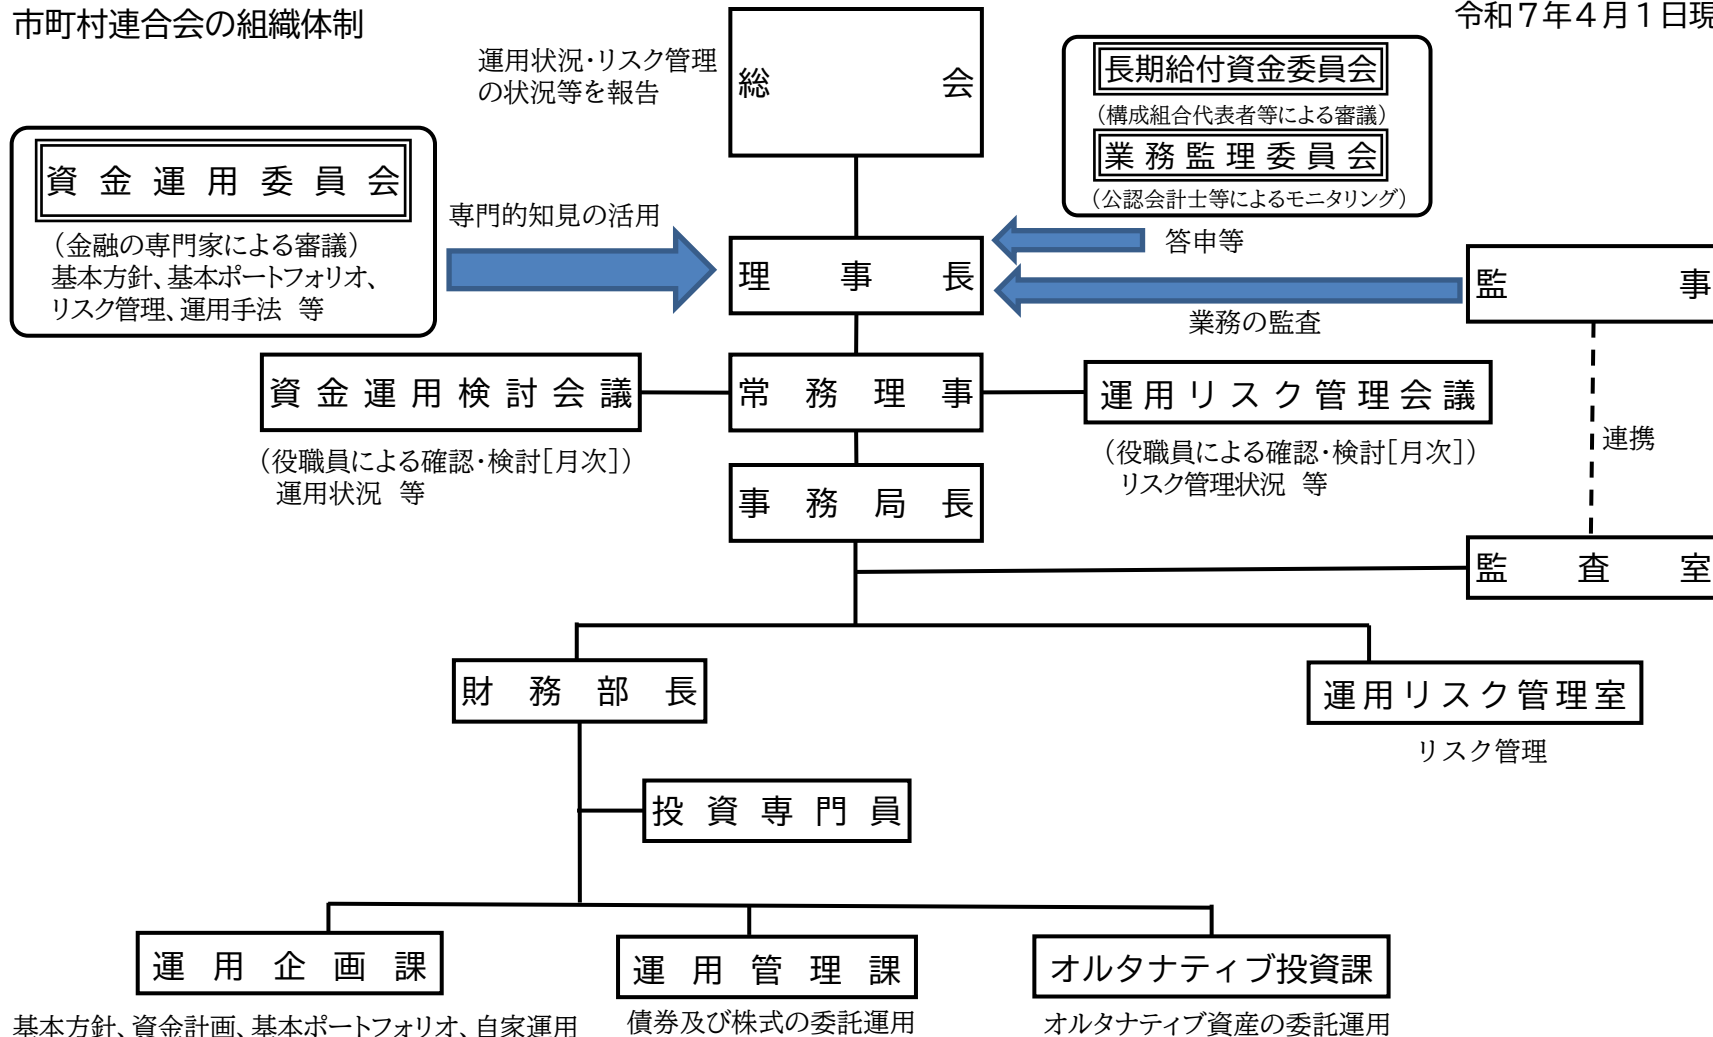 市町村連合会の組織体制
令和７年４月１日現
運用状況・リスク管理
の状況等を報告
総会
長期給付資金委員会
（構成組合代表者等による審議）
業務監理委員会
（公認会計士等によるモニタリング）
資金運用委員会
（金融の専門家による審議）
基本方針、基本ポートフォリオ、
リスク管理、運用手法　等
専門的知見の活用
答申等
理事長
監事
業務の監査
資金運用検討会議
常務理事
運用リスク管理会議
（役職員による確認・検討［月次］）
運用状況　等
（役職員による確認・検討［月次］）
リスク管理状況　等
連携
事務局長
監査室
財務部長
運用リスク管理室
リスク管理
投資専門員
運用企画課
運用管理課
オルタナティブ投資課
基本方針、資金計画、基本ポートフォリオ、自家運用
債券及び株式の委託運用
オルタナティブ資産の委託運用